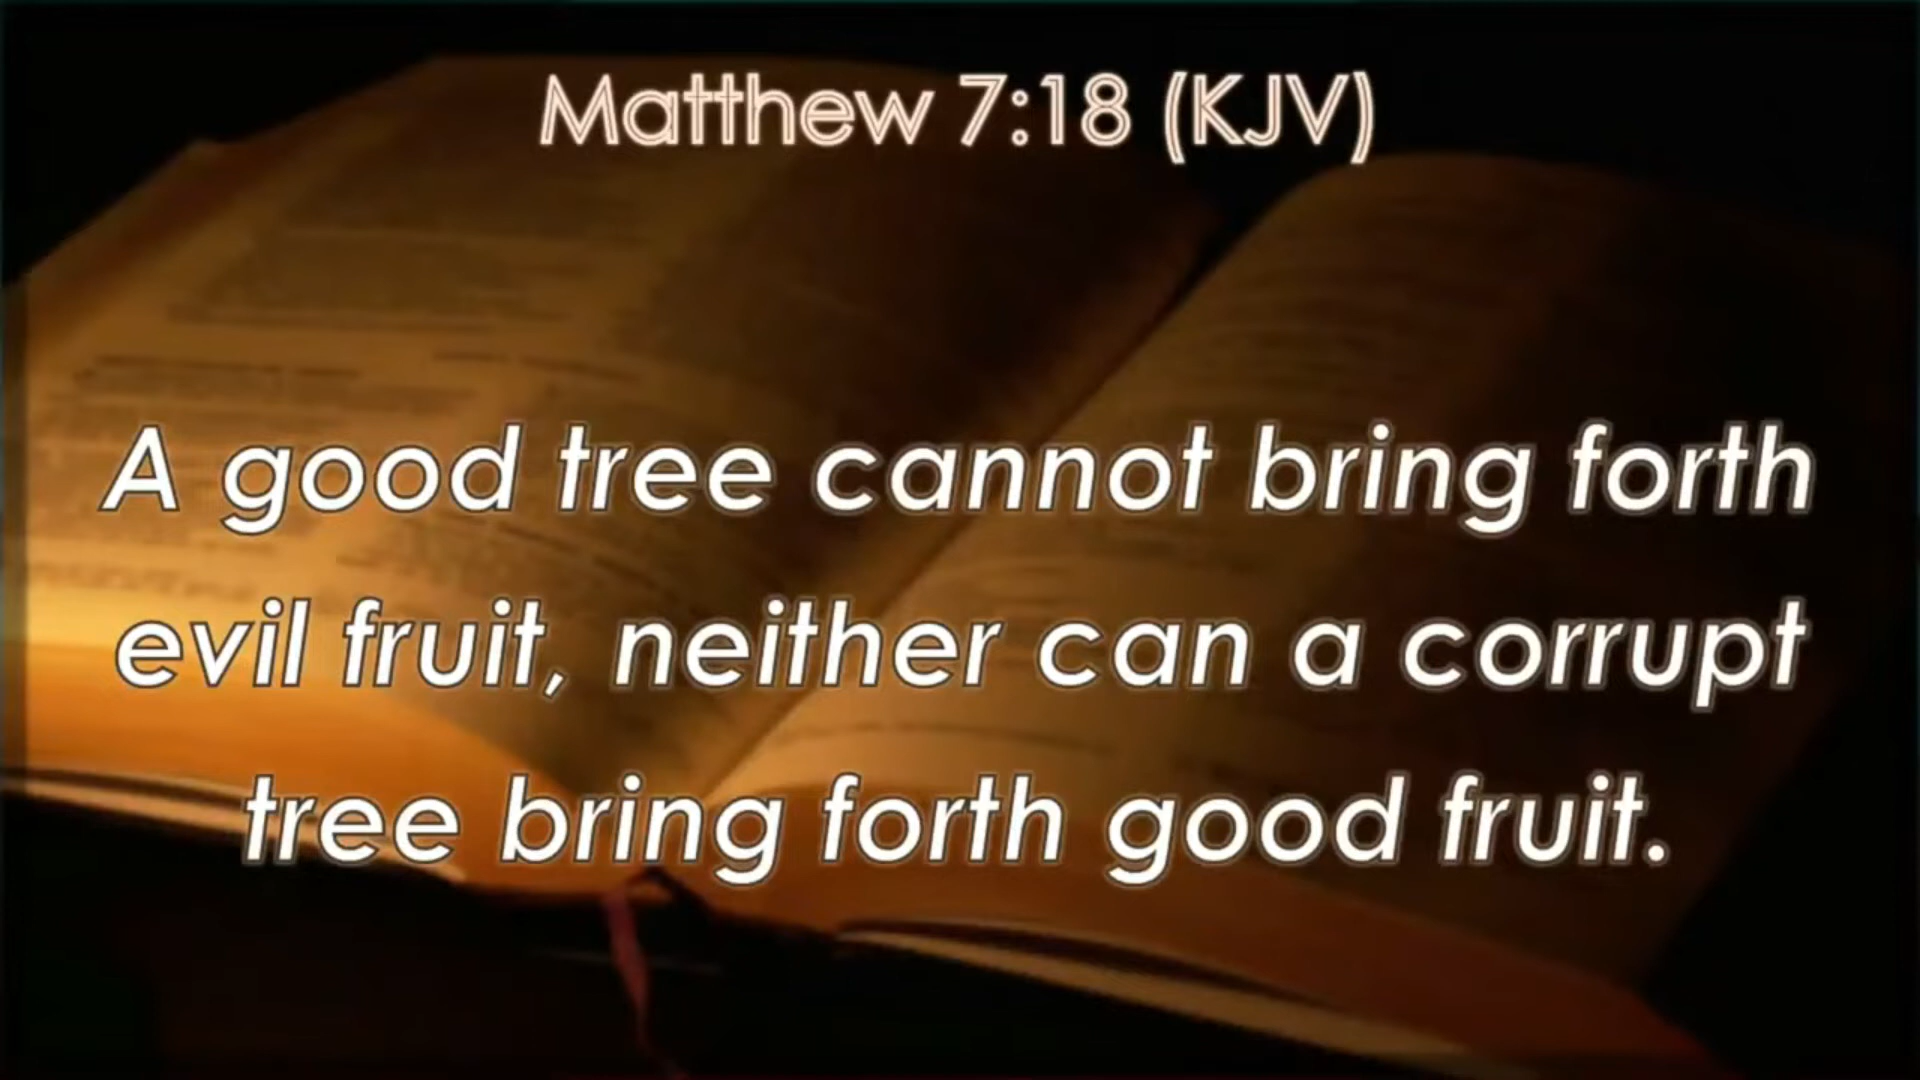 Matthew 7:18 (KJV)
A good tree cannot bring forth
evil fruit, neither can a corrupt
tree bring forth good fruit.